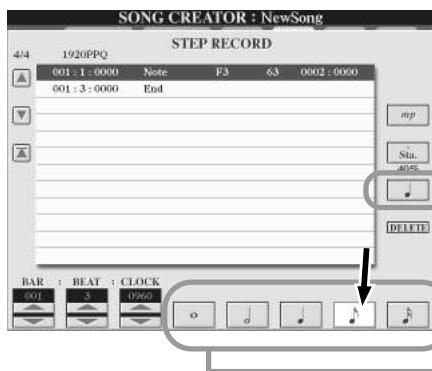 SONG CREATOR : NewSong
STEP RECORD
4/4 1920PPQ
001 : 1 : 0000 Note F3 63 0002 : 0000
001 : 3 : 0000 End
mp
Sta.
40%
DELETE
BAR : BEAT : CLOCK
001 3 0960